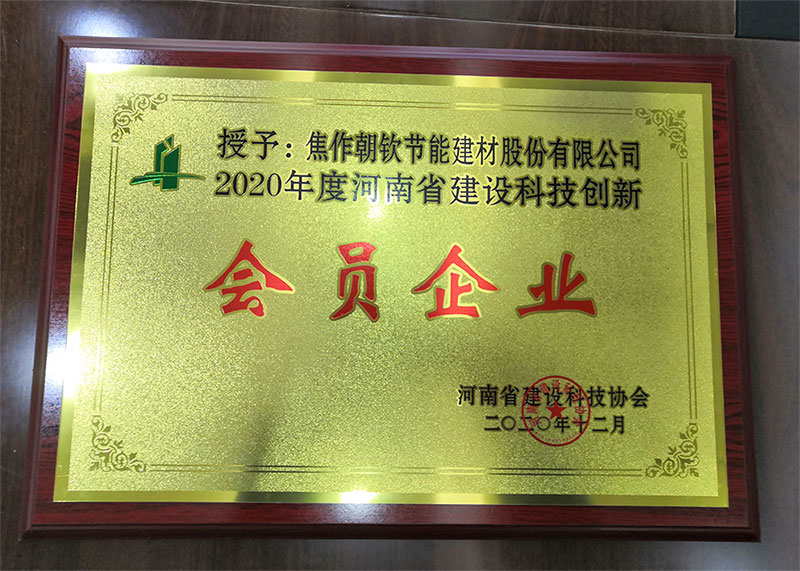 授予：焦作朝钦节能建材股份有限公司
2020年度河南省建设科技创新
会员企业
河南省建设科技协会
二〇二〇年十二月